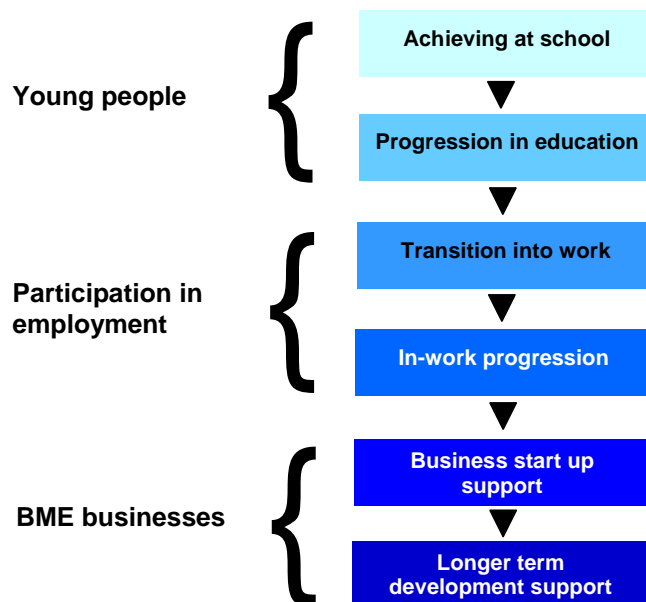 Young people
Achieving at school
Progression in education
Participation in
employment
Transition into work
In-work progression
BME businesses
Business start up
support
Longer term
development support